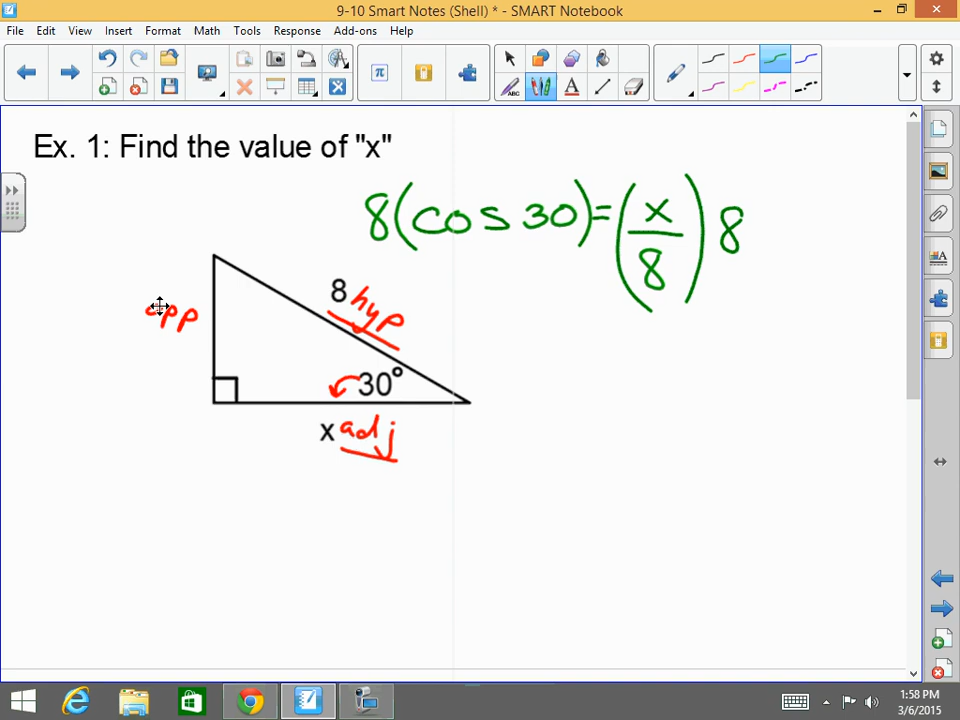 9-10 Smart Notes (Shell) * - SMART Notebook
File Edit View Insert Format Math Tools Response Add-ons Help
Ex. 1: Find the value of "x"
8(cos 30)=(x/8)8
8 hyp
opp
30°
x adj
1:58 PM
3/6/2015